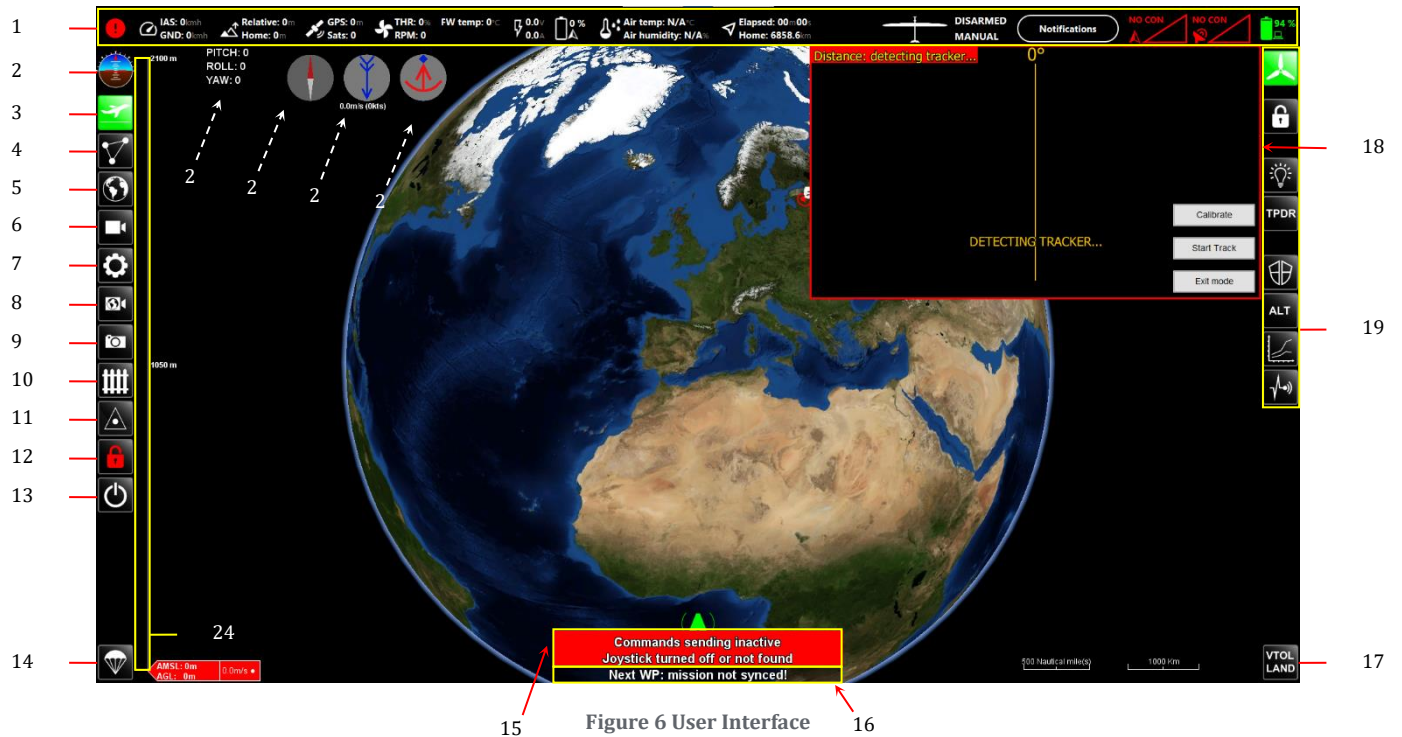 1
IAS: 0kmh
GND: 0kmh
Relative: 0m
Home: 0m
GPS: 0m
Sats: 0
THR: 0%
RPM: 0
FW temp: 0°C
0.0V
0.0A
0 %
Air temp: N/A°C
Air humidity: N/A%
Elapsed: 00m00s
Home: 6858.6km
DISARMED
MANUAL
Notifications
NO CON
NO CON
94 %
2
2100 m
PITCH: 0
ROLL: 0
YAW: 0
0.0m/s (0kts)
Distance: detecting tracker...
0°
3
4
2
2
2
2
18
5
6
TPDR
Calibrate
DETECTING TRACKER...
Start Track
7
Exit mode
8
ALT
19
9
1050 m
10
11
12
13
24
Commands sending inactive
Joystick turned off or not found
Next WP: mission not synced!
14
AMSL: 0m
AGL: 0m
0.0m/s
500 Nautical mile(s)
1000 Km
VTOL
LAND
17
15
Figure 6 User Interface
16